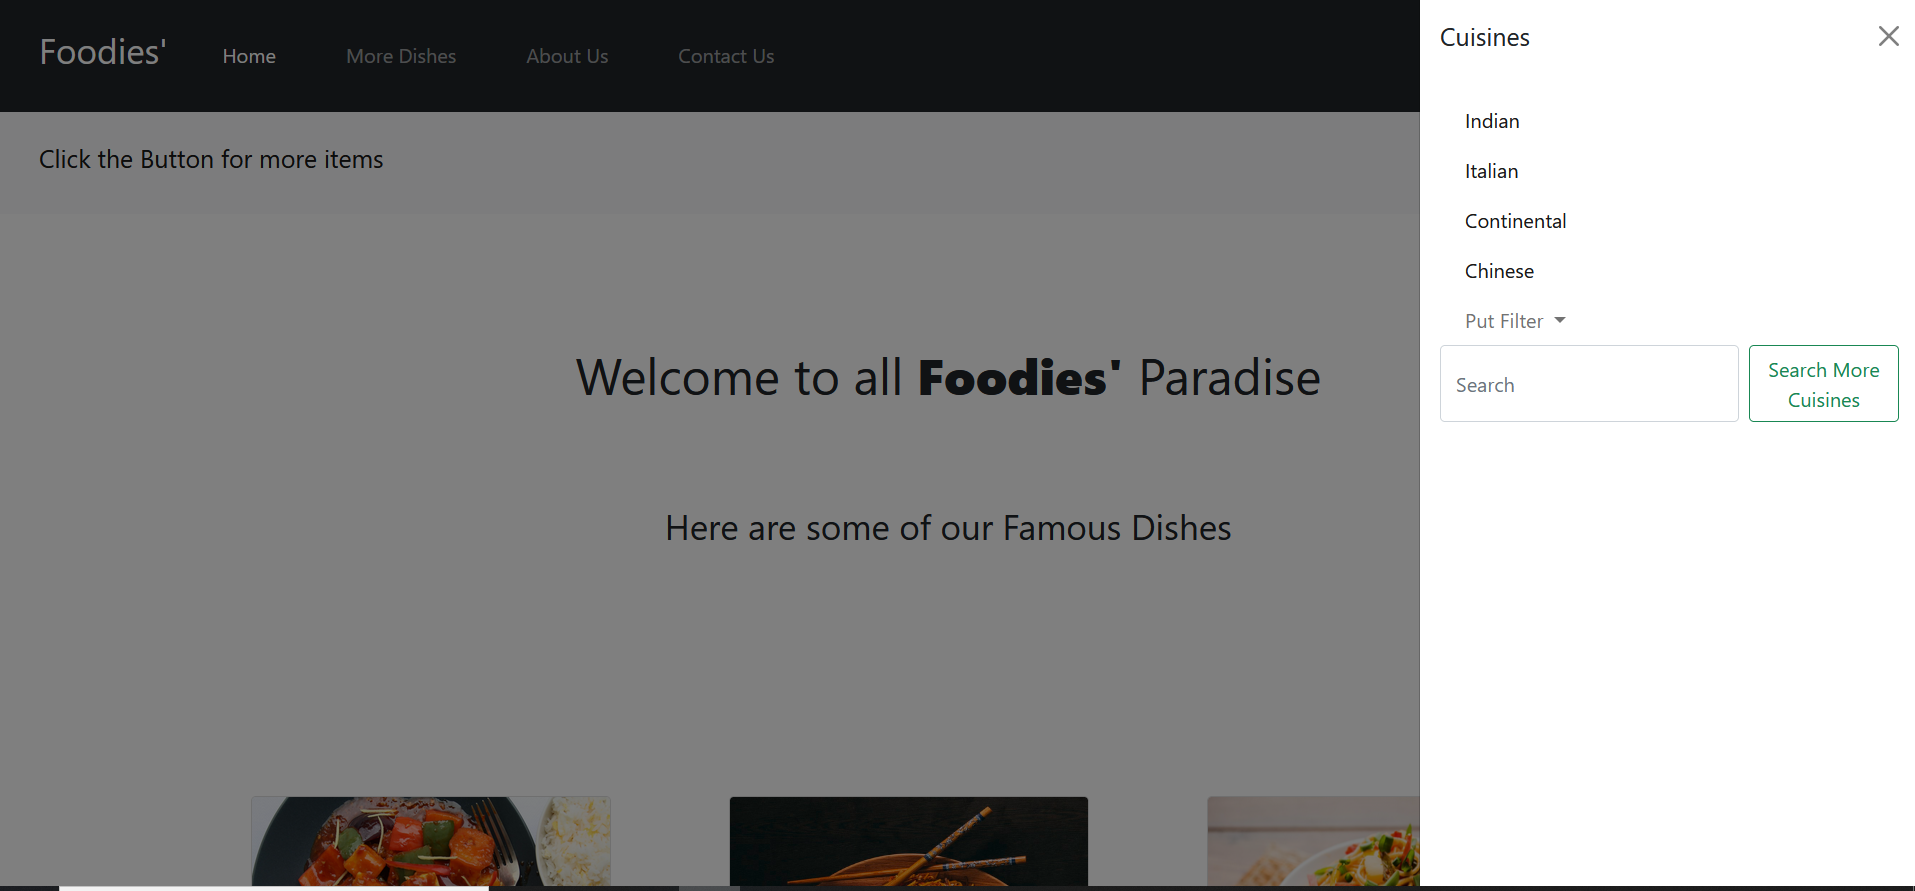 Foodies'
Home
More Dishes
About Us
Contact Us
Click the Button for more items
Welcome to all Foodies' Paradise
Here are some of our Famous Dishes
Cuisines
Indian
Italian
Continental
Chinese
Put Filter
Search
Search More
Cuisines